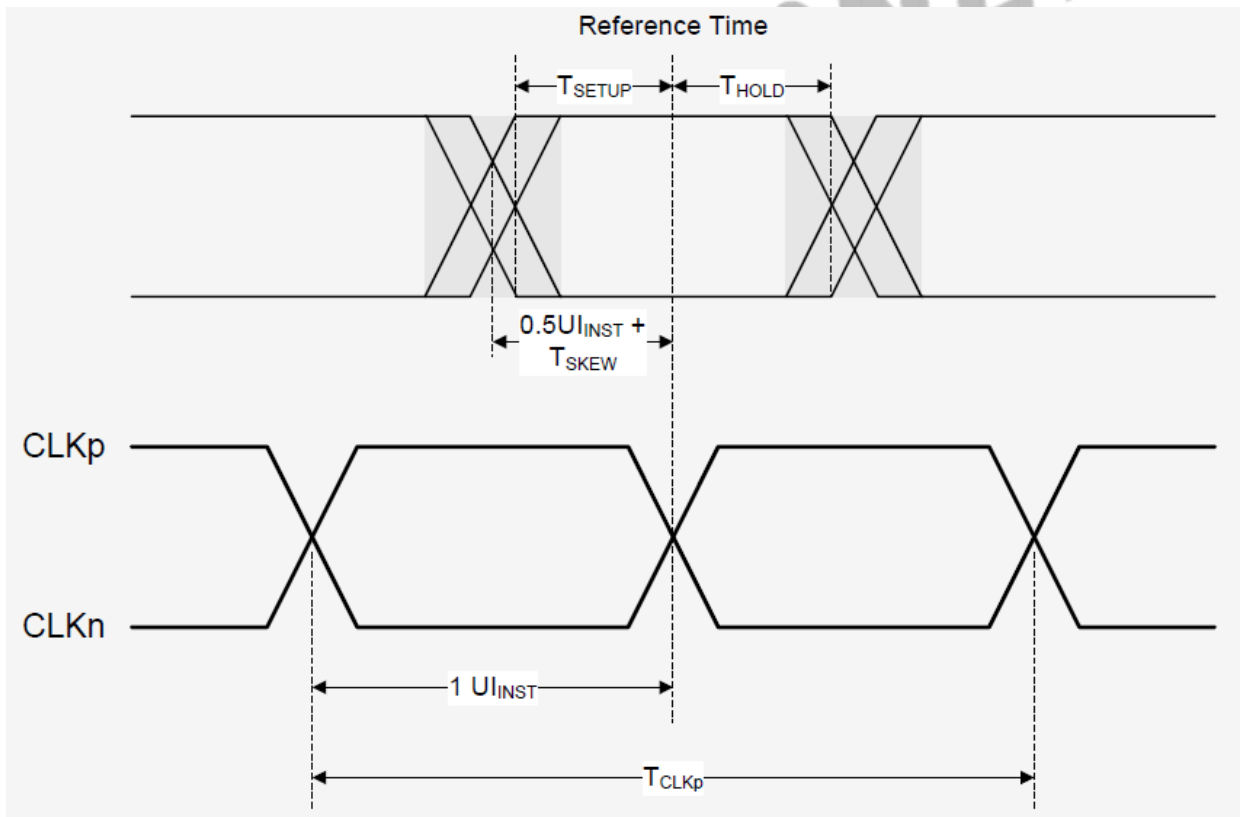 Reference Time
TSETUP THOLD
0.5UIINST +
TSKEW
CLKp
CLKn
1 UIINST
TCLKp